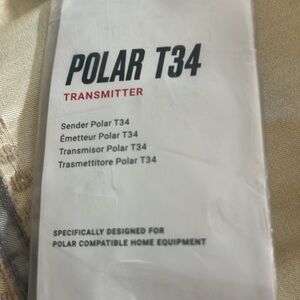 POLAR T34
TRANSMITTER
Sender Polar T34
Émetteur Polar T34
Transmisor Polar T34
Trasmettitore Polar T34
SPECIFICALLY DESIGNED FOR
POLAR COMPATIBLE HOME EQUIPMENT